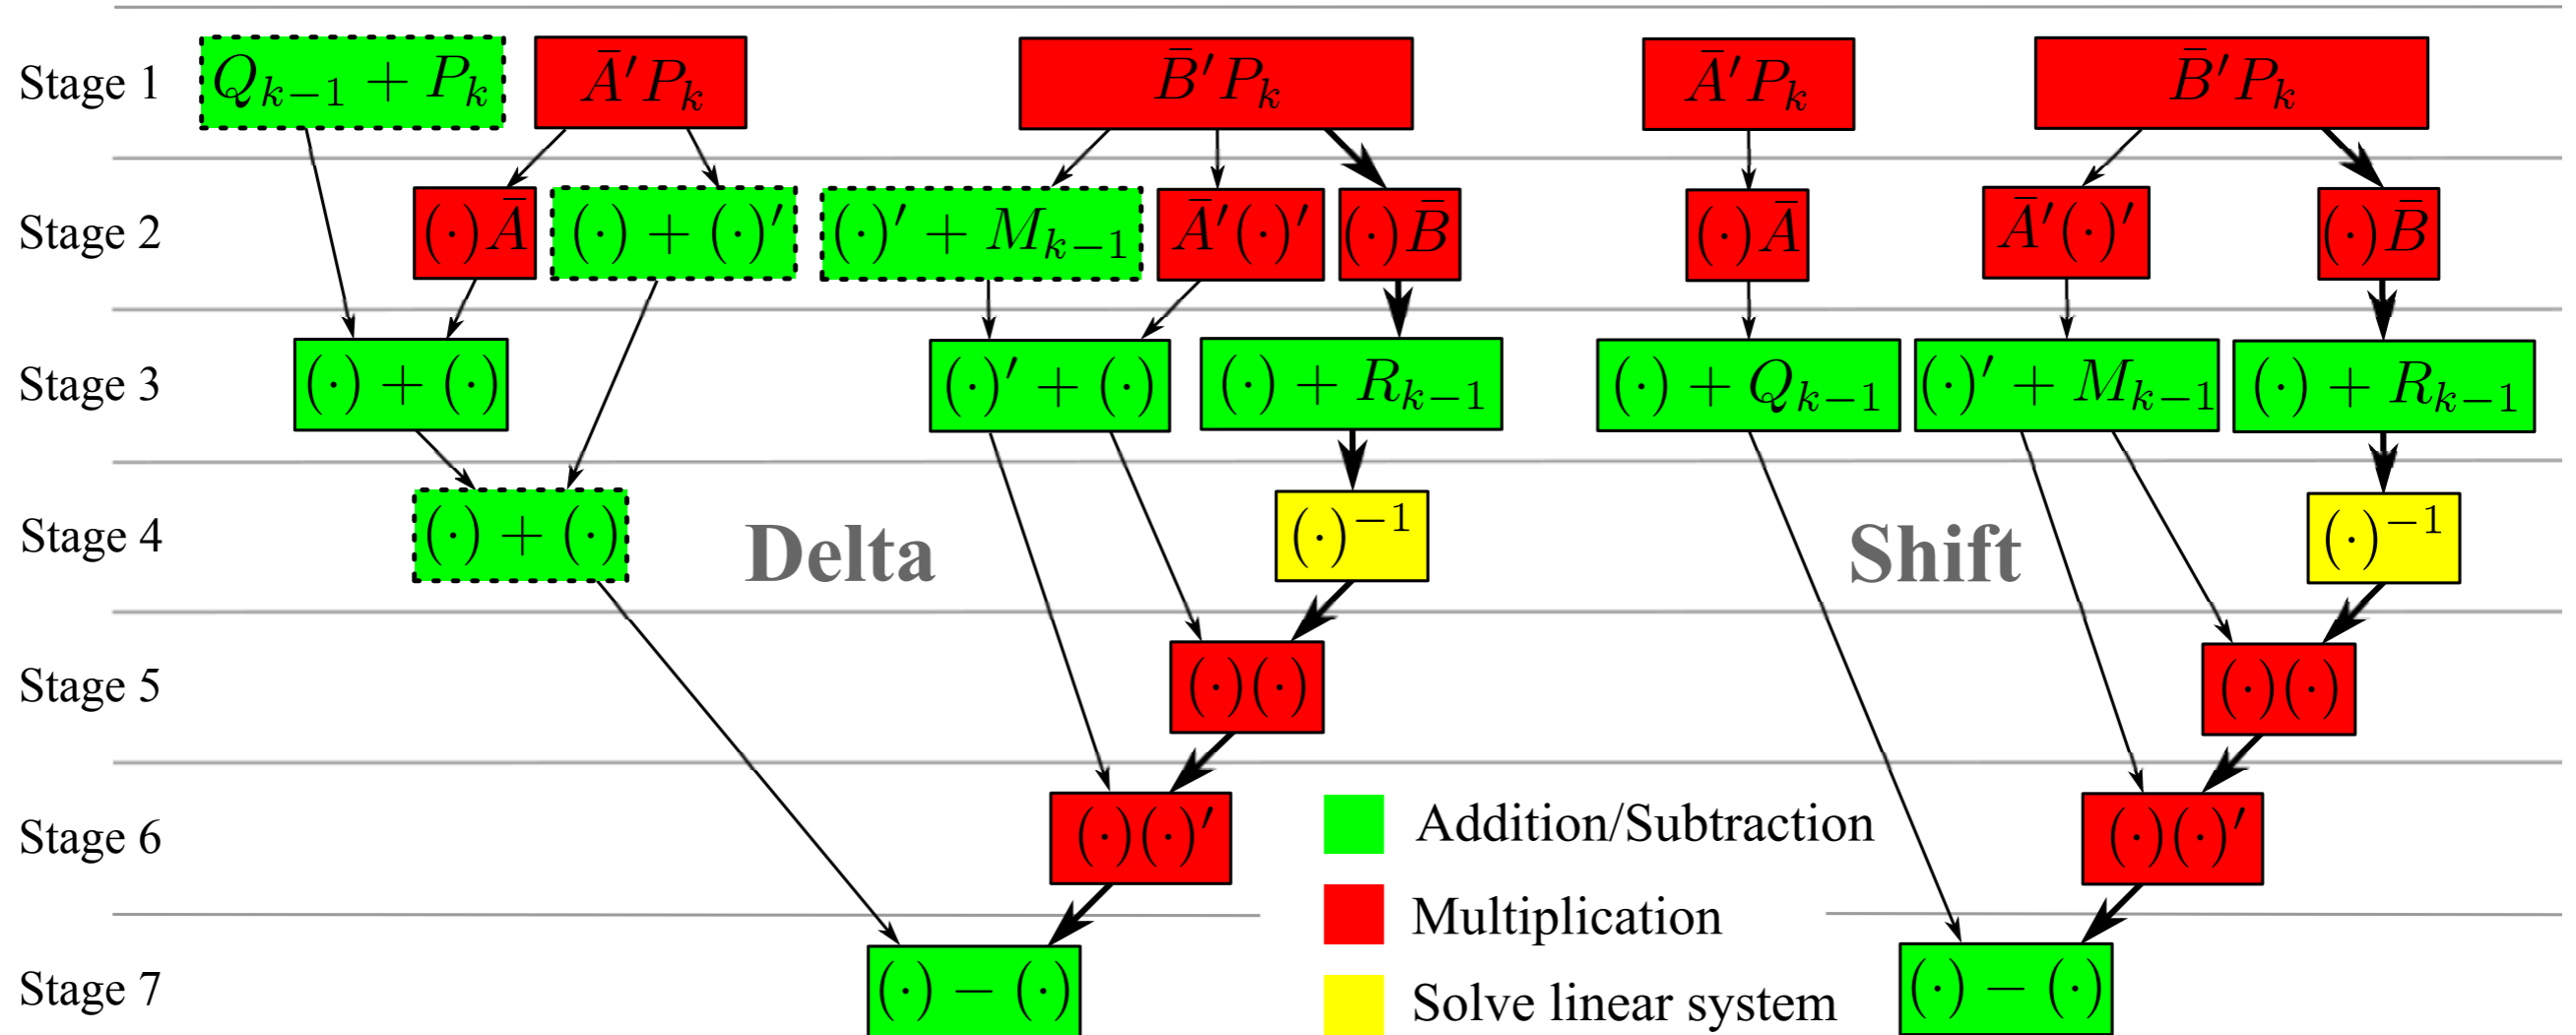 Stage 1 Q_{k−1} + P_k Ā′P_k B̄′P_k Ā′P_k B̄′P_k
Stage 2 (·)Ā (·) + (·)′ (·)′ + M_{k−1} Ā′(·)′ (·)B̄ (·)Ā Ā′(·)′ (·)B̄
Stage 3 (·) + (·) (·)′ + (·) (·) + R_{k−1} (·) + Q_{k−1} (·)′ + M_{k−1} (·) + R_{k−1}
Stage 4 (·) + (·) Delta (·)^{−1} Shift (·)^{−1}
Stage 5 (·)(·) (·)(·)
Stage 6 (·)(·)′ Addition/Subtraction (·)(·)′
Multiplication
Stage 7 (·) − (·) Solve linear system (·) − (·)